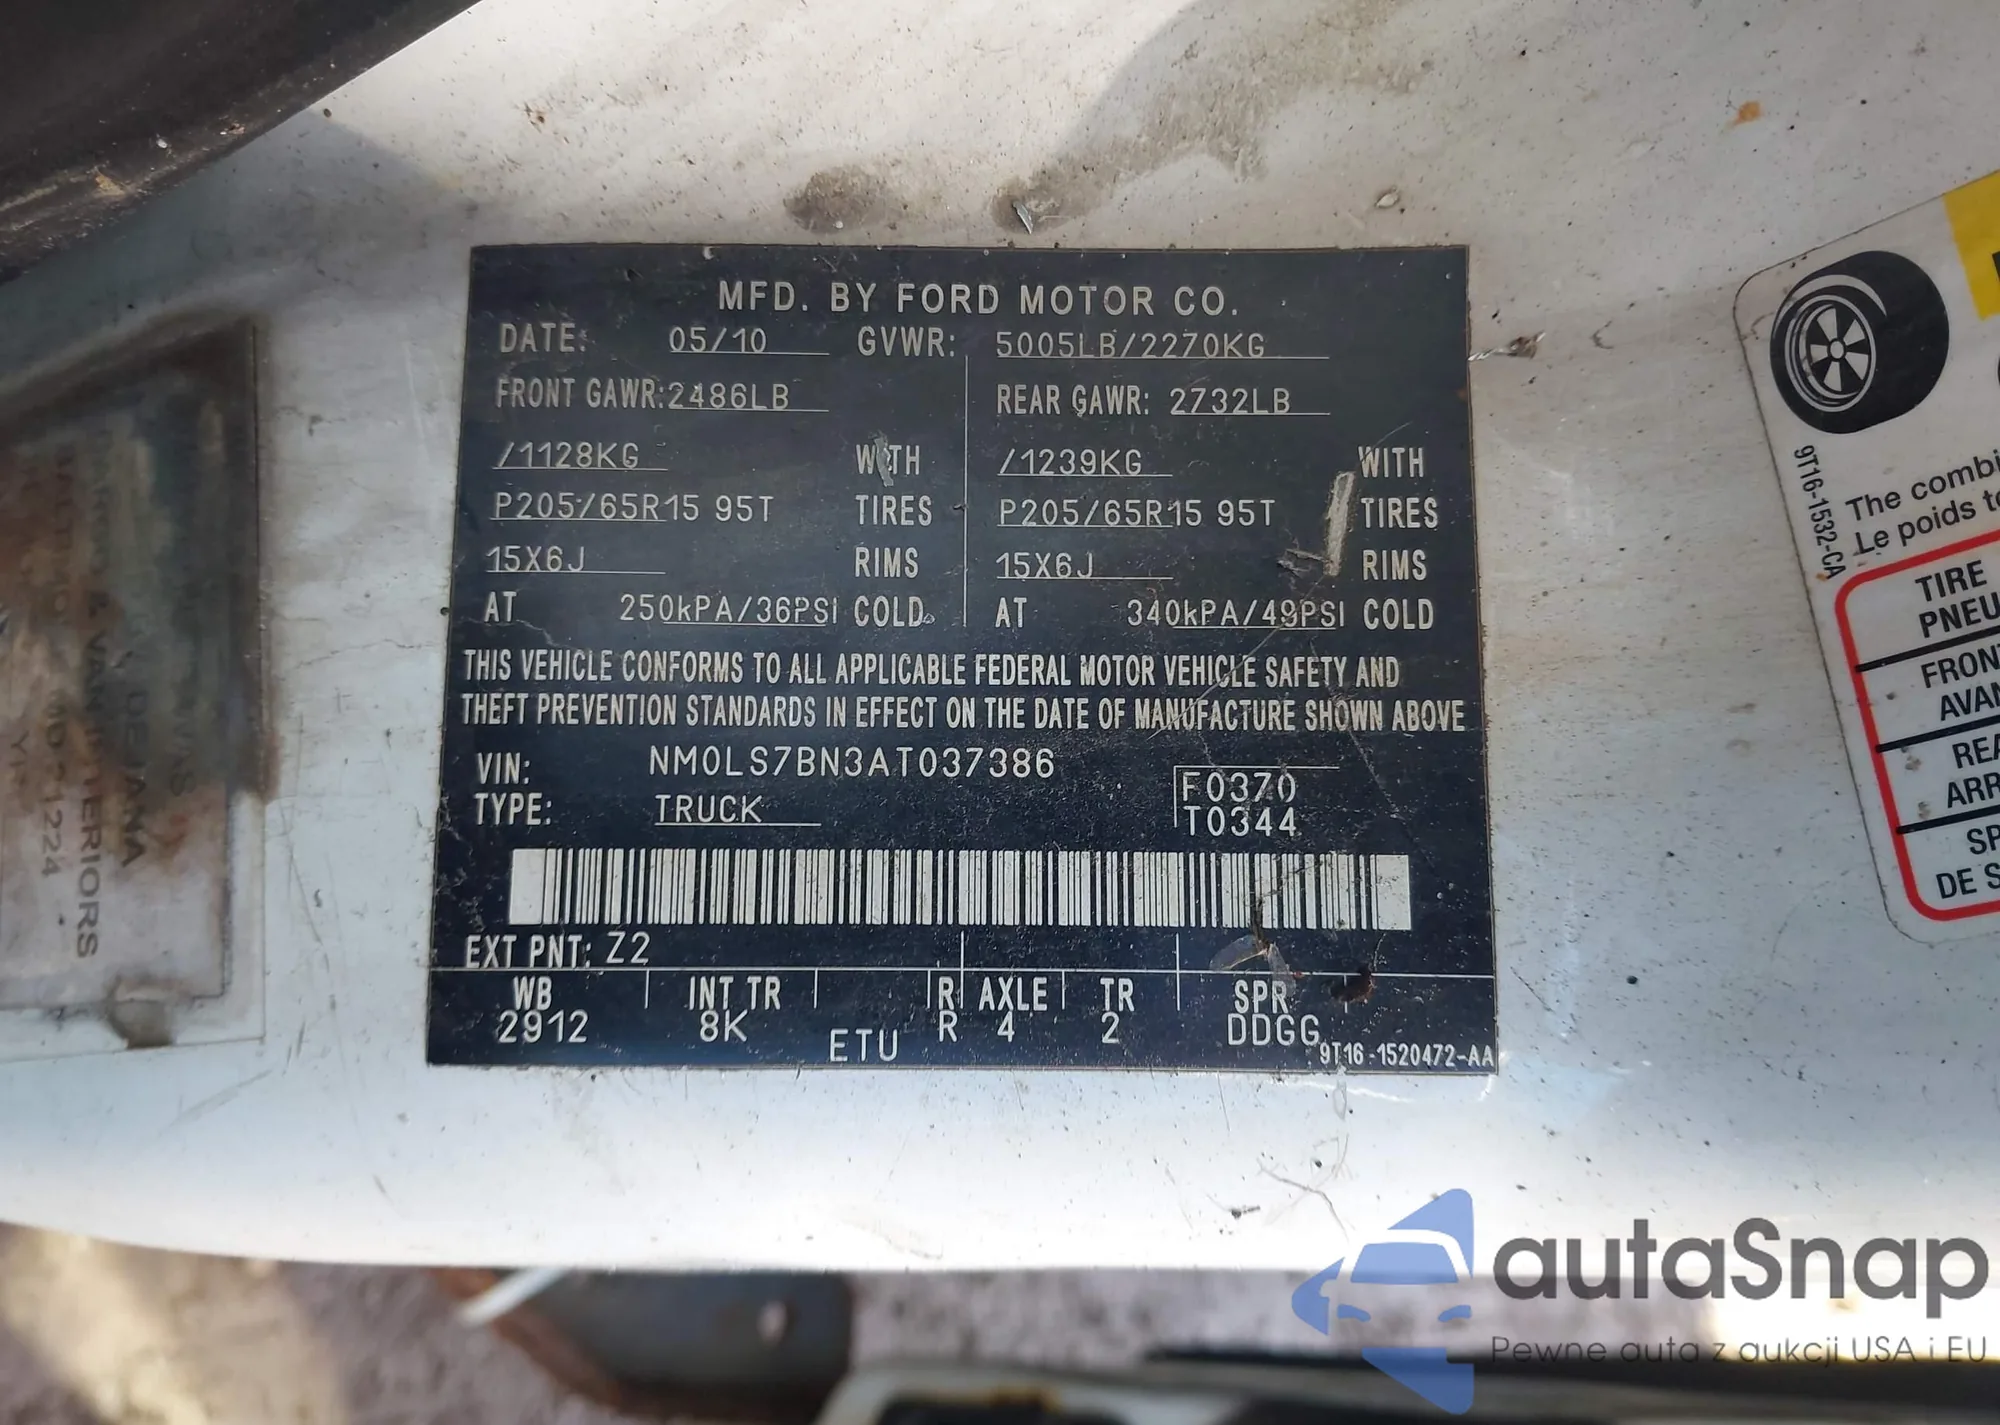 MFD. BY FORD MOTOR CO.
DATE: 05/10 GVWR: 5005LB/2270KG
FRONT GAWR: 2486LB REAR GAWR: 2732LB
/1128KG WITH /1239KG WITH
P205/65R15 95T TIRES P205/65R15 95T TIRES
15X6J RIMS 15X6J RIMS
AT 250kPA/36PSI COLD AT 340kPA/49PSI COLD
THIS VEHICLE CONFORMS TO ALL APPLICABLE FEDERAL MOTOR VEHICLE SAFETY AND
THEFT PREVENTION STANDARDS IN EFFECT ON THE DATE OF MANUFACTURE SHOWN ABOVE
VIN: NM0LS7BN3AT037386
TYPE: TRUCK
F0370
T0344
EXT PNT: Z2
WB INT TR R AXLE TR SPR
2912 8K ETU R 4 2 DDGG
9T16-1520472-AA
9T16-1532-CA
The combi
Le poids to
TIRE
PNEU
FRON
AVAN
REA
ARR
SP
DE S
TERIORS
21224
autaSnap
Pewne auta z aukcji USA i EU